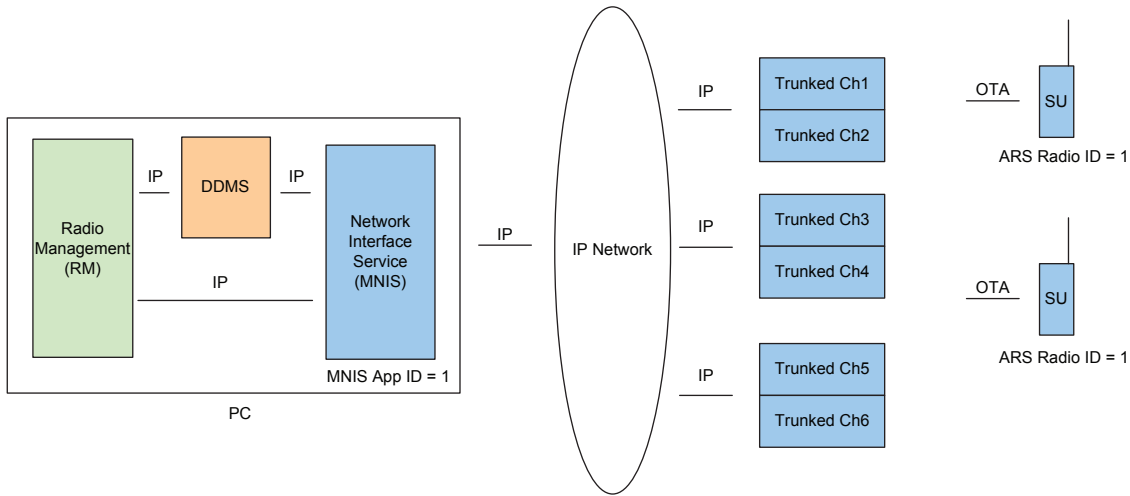 Radio
Management
(RM)
IP
DDMS
IP
Network
Interface
Service
(MNIS)
IP
MNIS App ID = 1
PC
IP
IP Network
IP
Trunked Ch1
Trunked Ch2
IP
Trunked Ch3
Trunked Ch4
IP
Trunked Ch5
Trunked Ch6
OTA
SU
ARS Radio ID = 1
OTA
SU
ARS Radio ID = 1